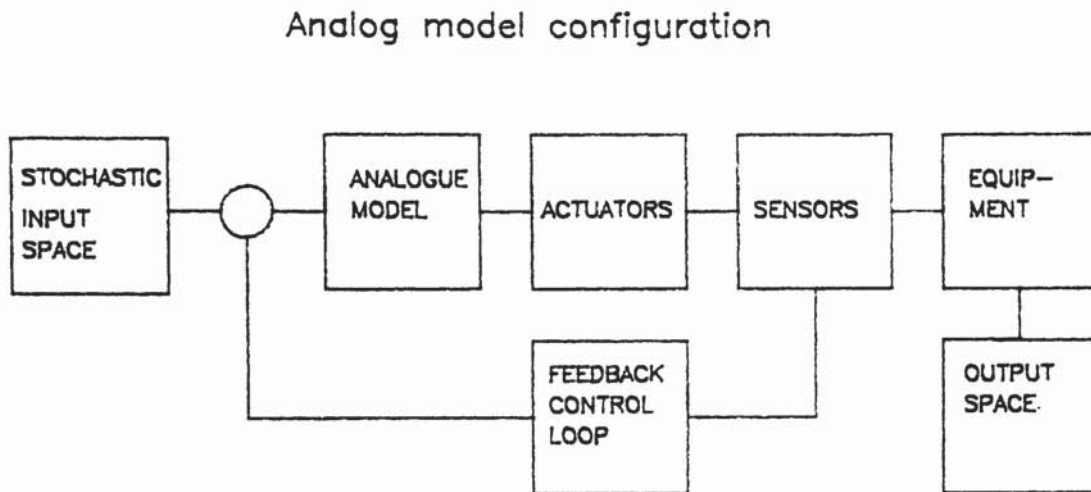 Analog model configuration
STOCHASTIC
INPUT
SPACE
ANALOGUE
MODEL
ACTUATORS
SENSORS
EQUIP-
MENT
FEEDBACK
CONTROL
LOOP
OUTPUT
SPACE.